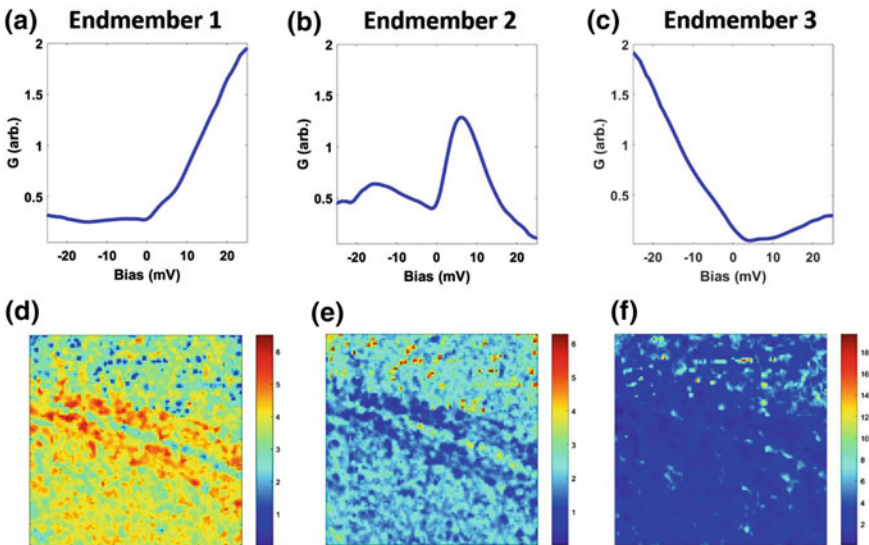 (a) Endmember 1
(b) Endmember 2
(c) Endmember 3
2
1.5
1
0.5
G (arb.)
-20 -10 0 10 20
Bias (mV)
2
1.5
1
0.5
G (arb.)
-20 -10 0 10 20
Bias (mV)
2
1.5
1
0.5
G (arb.)
-20 -10 0 10 20
Bias (mV)
(d)
6
5
4
3
2
1
(e)
6
5
4
3
2
1
(f)
18
16
14
12
10
8
6
4
2